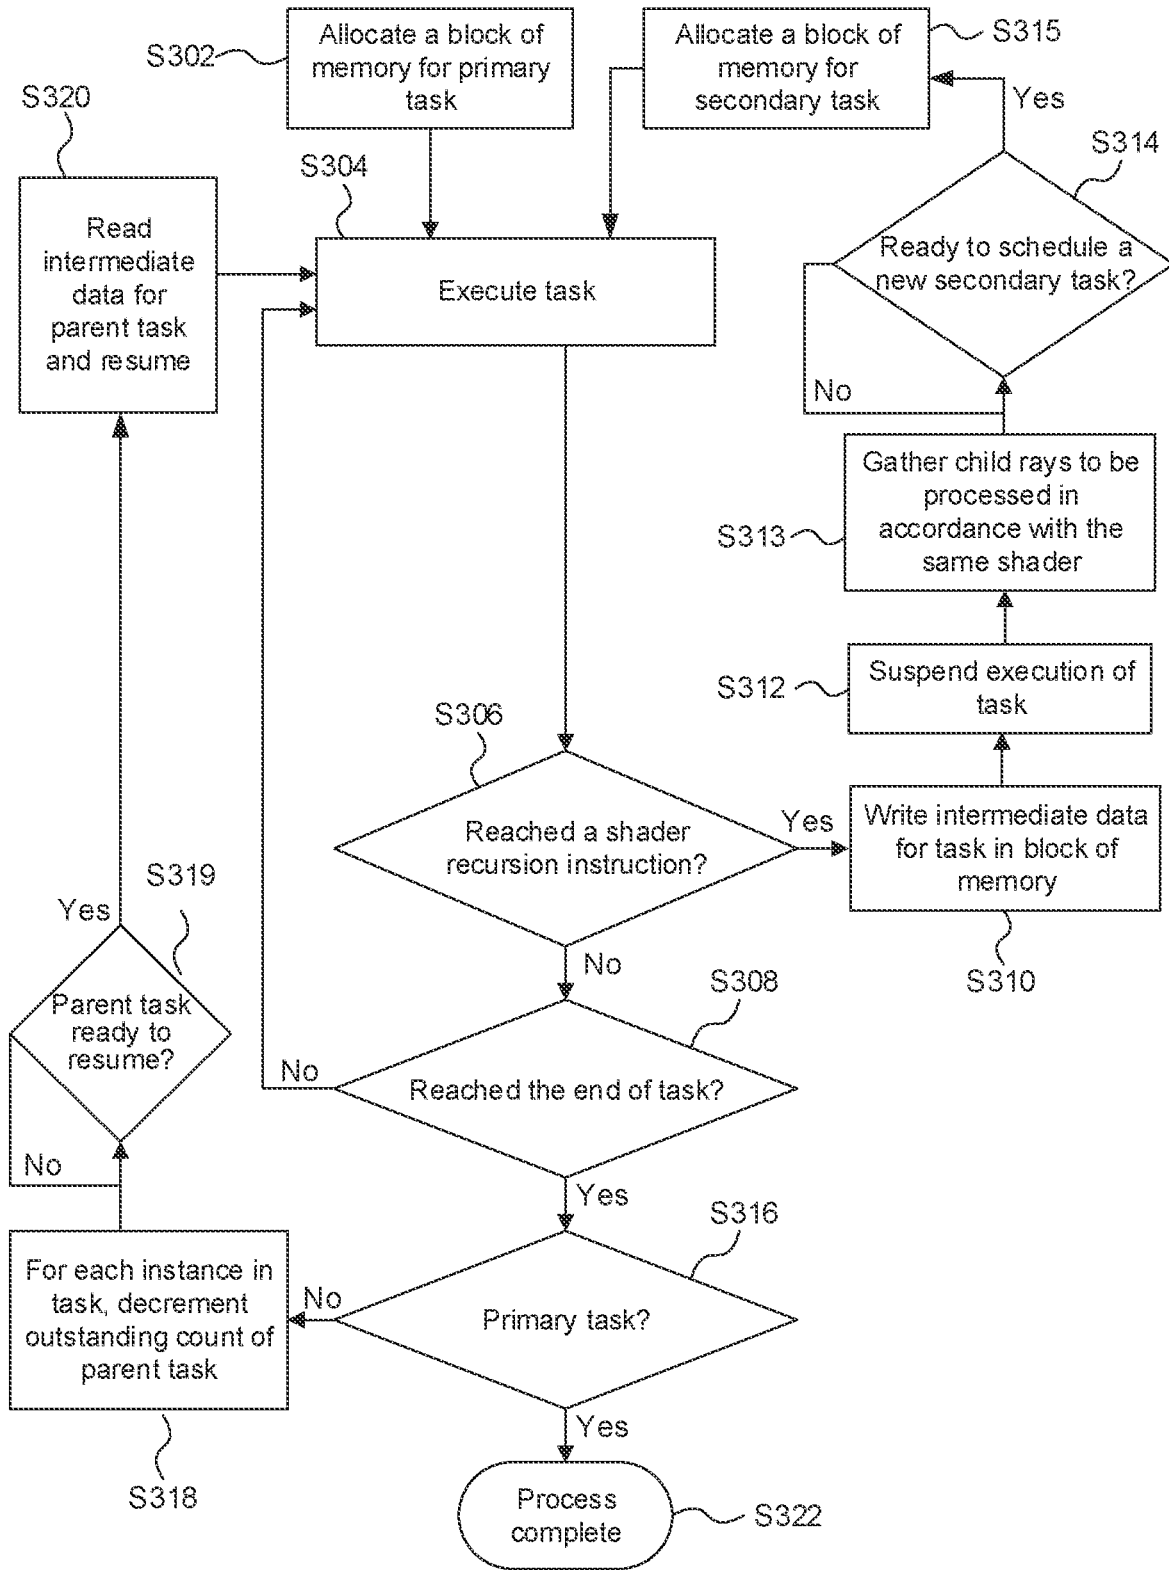 S302
Allocate a block of
memory for primary
task
Allocate a block of
memory for
secondary task
S315
Yes
S320
S304
S314
Read
intermediate
data for
parent task
and resume
Execute task
Ready to schedule a
new secondary task?
No
Gather child rays to be
processed in
accordance with the
same shader
S313
Suspend execution of
task
S312
S306
Reached a shader
recursion instruction?
Yes
Write intermediate data
for task in block of
memory
S310
S319
Yes
Parent task
ready to
resume?
No
No
S308
Reached the end of task?
No
Yes
S316
For each instance in
task, decrement
outstanding count of
parent task
No
Primary task?
S318
Yes
Process
complete
S322